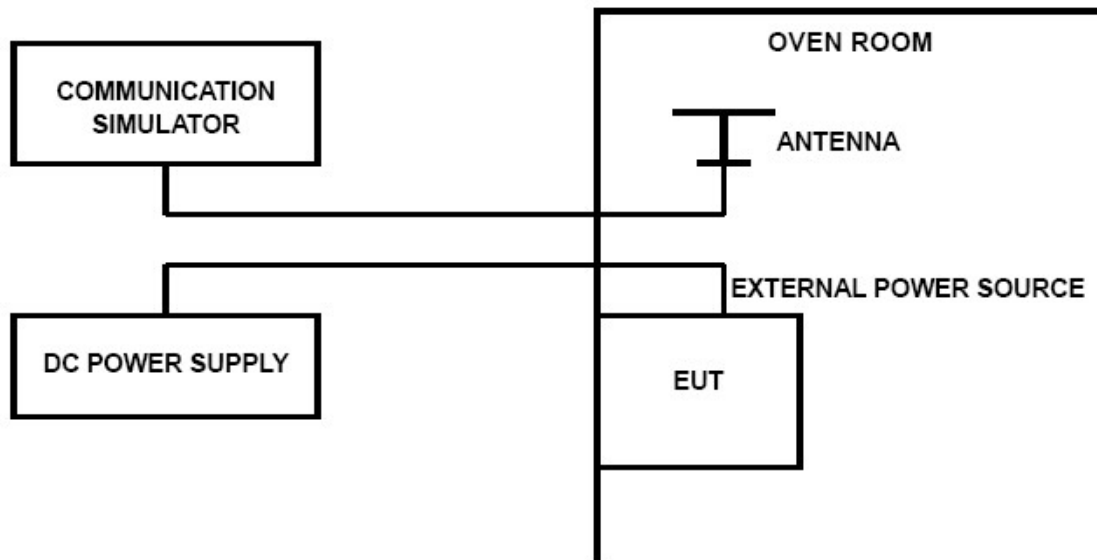 OVEN ROOM
COMMUNICATION
SIMULATOR
ANTENNA
EXTERNAL POWER SOURCE
DC POWER SUPPLY
EUT